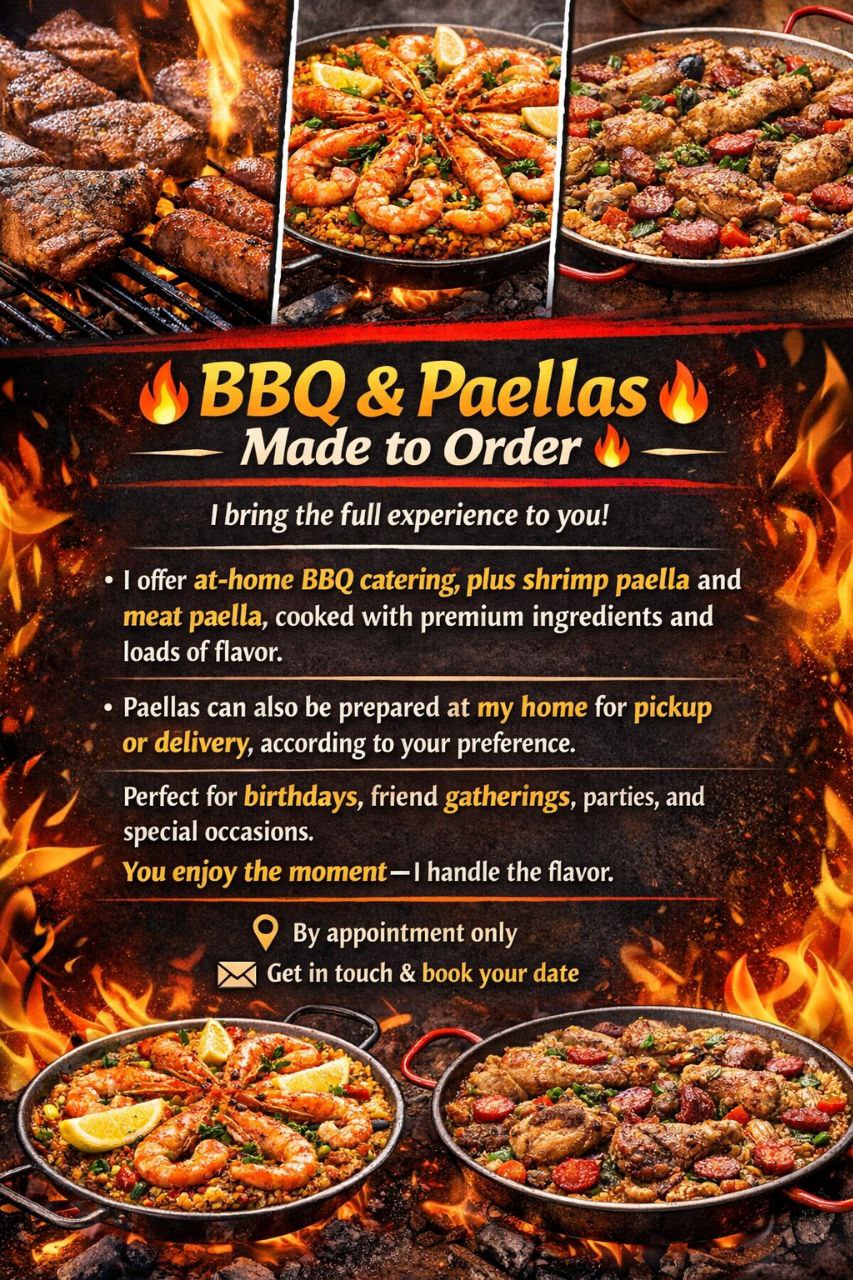 BBQ & Paellas
Made to Order
I bring the full experience to you!
• I offer at-home BBQ catering, plus shrimp paella and
meat paella, cooked with premium ingredients and
loads of flavor.
• Paellas can also be prepared at my home for pickup
or delivery, according to your preference.
Perfect for birthdays, friend gatherings, parties, and
special occasions.
You enjoy the moment—I handle the flavor.
By appointment only
Get in touch & book your date